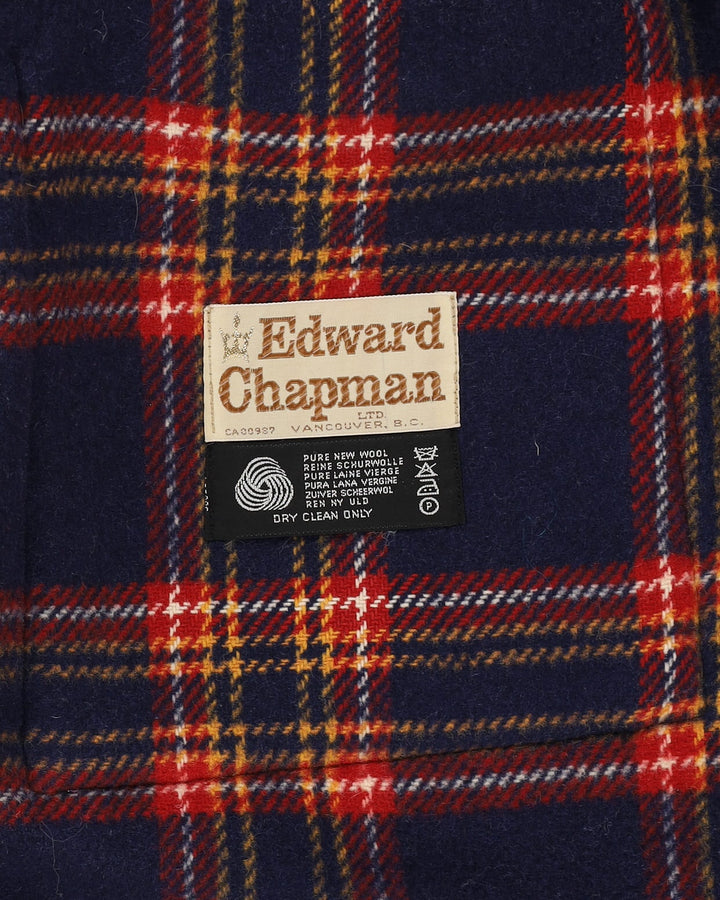 Edward
Chapman
LTD.
CA00987 VANCOUVER, B.C.
PURE NEW WOOL
REINE SCHURWOLLE
PURE LAINE VIERGE
PURA LANA VERGINE
ZUIVER SCHEERWOL
REN NY ULD
DRY CLEAN ONLY
P